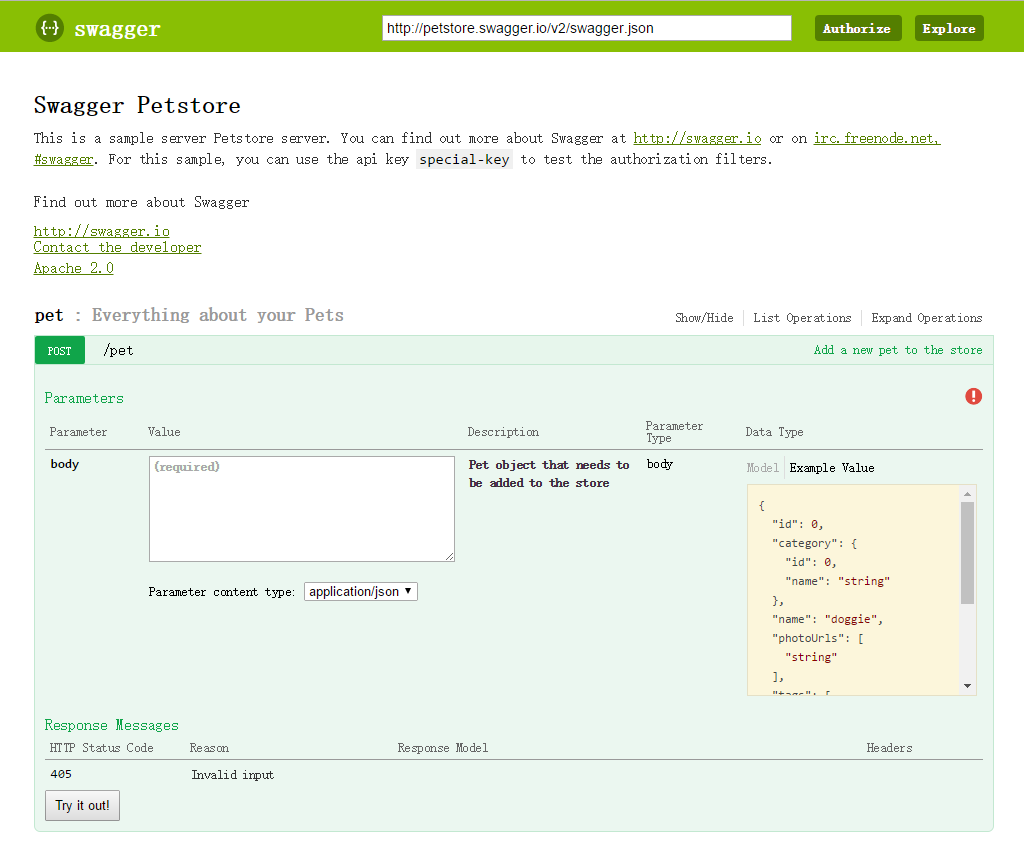 {··} swagger
http://petstore.swagger.io/v2/swagger.json
Authorize
Explore
Swagger Petstore
This is a sample server Petstore server. You can find out more about Swagger at http://swagger.io or on irc.freenode.net,
#swagger. For this sample, you can use the api key special-key to test the authorization filters.
Find out more about Swagger
http://swagger.io
Contact the developer
Apache 2.0
pet : Everything about your Pets
Show/Hide
List Operations
Expand Operations
POST /pet
Add a new pet to the store
Parameters
Parameter
Value
Description
Parameter
Type
Data Type
body
(required)
Pet object that needs to
be added to the store
body
Model
Example Value
{
"id": 0,
"category": {
"id": 0,
"name": "string"
},
"name": "doggie",
"photoUrls": [
"string"
],
"tags": [
Parameter content type: application/json
Response Messages
HTTP Status Code
Reason
Response Model
Headers
405
Invalid input
Try it out!